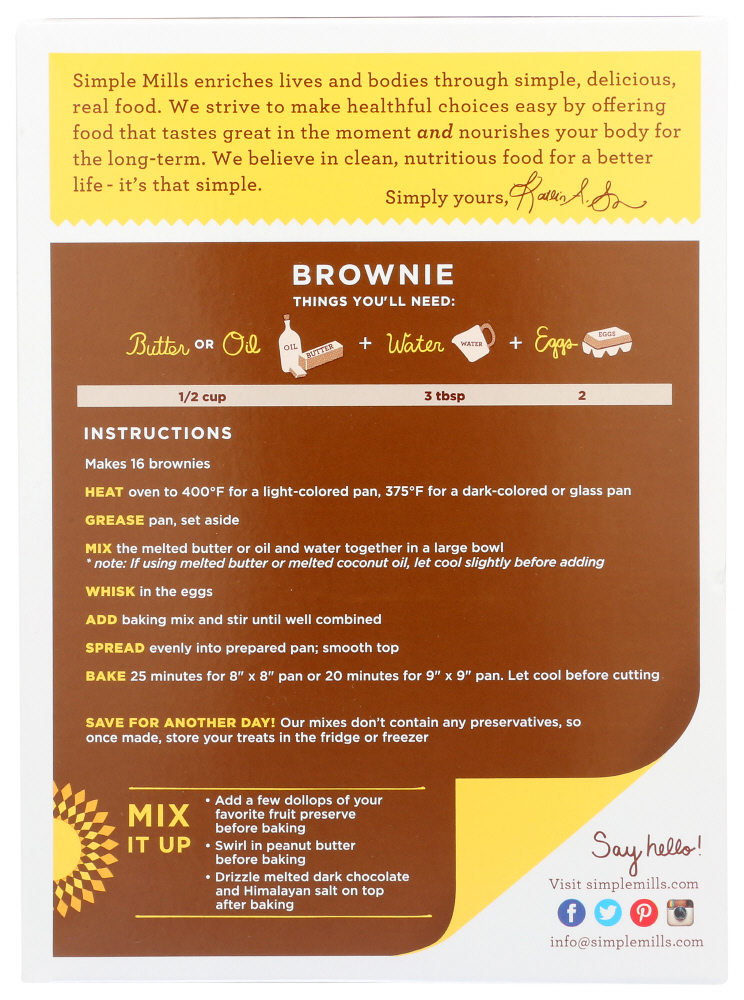 Simple Mills enriches lives and bodies through simple, delicious,
real food. We strive to make healthful choices easy by offering
food that tastes great in the moment and nourishes your body for
the long-term. We believe in clean, nutritious food for a better
life - it's that simple.
Simply yours,
BROWNIE
THINGS YOU'LL NEED:
Butter OR Oil OIL BUTTER + Water WATER + Eggs EGGS
1/2 cup 3 tbsp 2
INSTRUCTIONS
Makes 16 brownies
HEAT oven to 400°F for a light-colored pan, 375°F for a dark-colored or glass pan
GREASE pan, set aside
MIX the melted butter or oil and water together in a large bowl
* note: If using melted butter or melted coconut oil, let cool slightly before adding
WHISK in the eggs
ADD baking mix and stir until well combined
SPREAD evenly into prepared pan; smooth top
BAKE 25 minutes for 8" x 8" pan or 20 minutes for 9" x 9" pan. Let cool before cutting
SAVE FOR ANOTHER DAY! Our mixes don't contain any preservatives, so
once made, store your treats in the fridge or freezer
MIX
IT UP
• Add a few dollops of your
favorite fruit preserve
before baking
• Swirl in peanut butter
before baking
• Drizzle melted dark chocolate
and Himalayan salt on top
after baking
Say hello!
Visit simplemills.com
info@simplemills.com